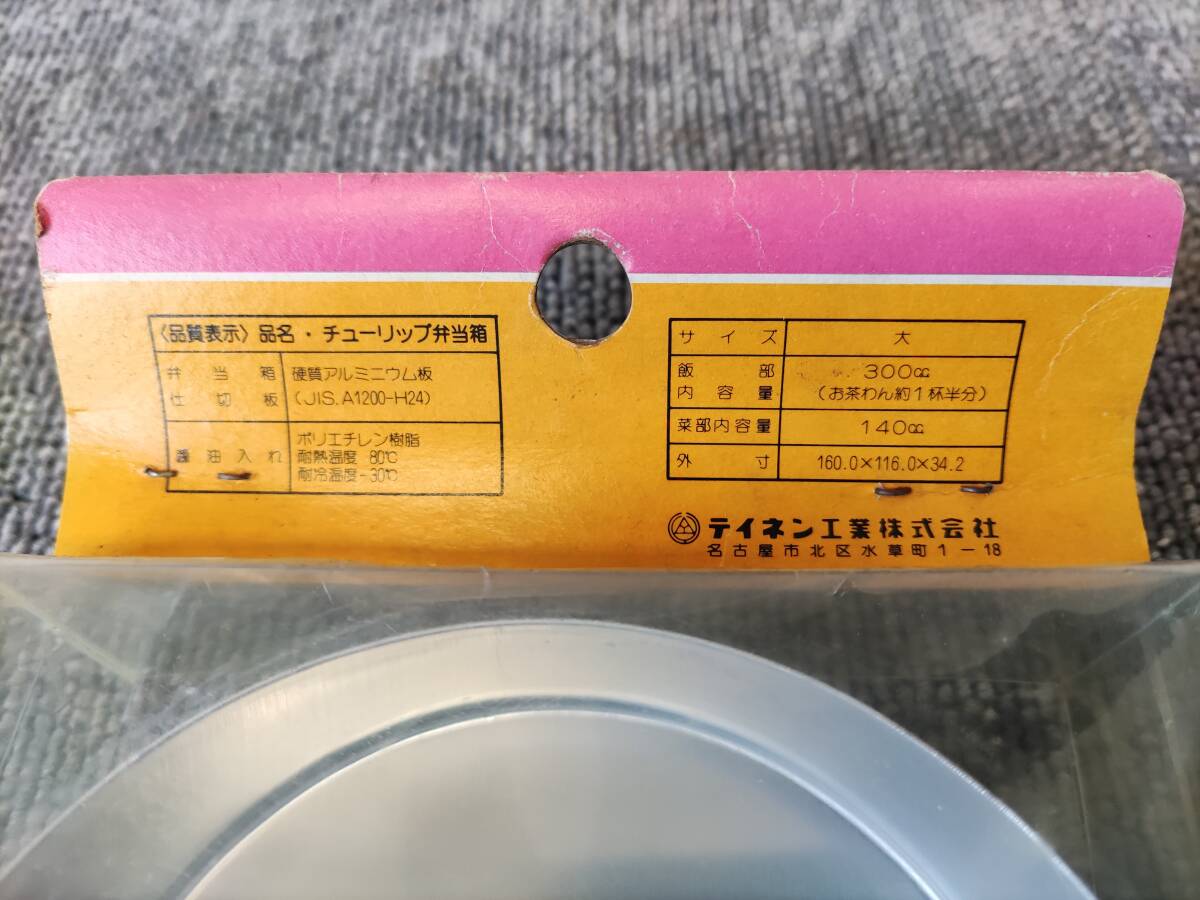 〈品質表示〉品名・チューリップ弁当箱
弁当箱 硬質アルミニウム板
仕切板 (JIS.A1200-H24)
醤油入れ ポリエチレン樹脂
耐熱温度 80℃
耐冷温度-30℃
サイズ 大
飯部 300cc
内容量 (お茶わん約1杯半分)
菜部内容量 140cc
外寸 160.0×116.0×34.2
テイネン工業株式会社
名古屋市北区水草町1-18